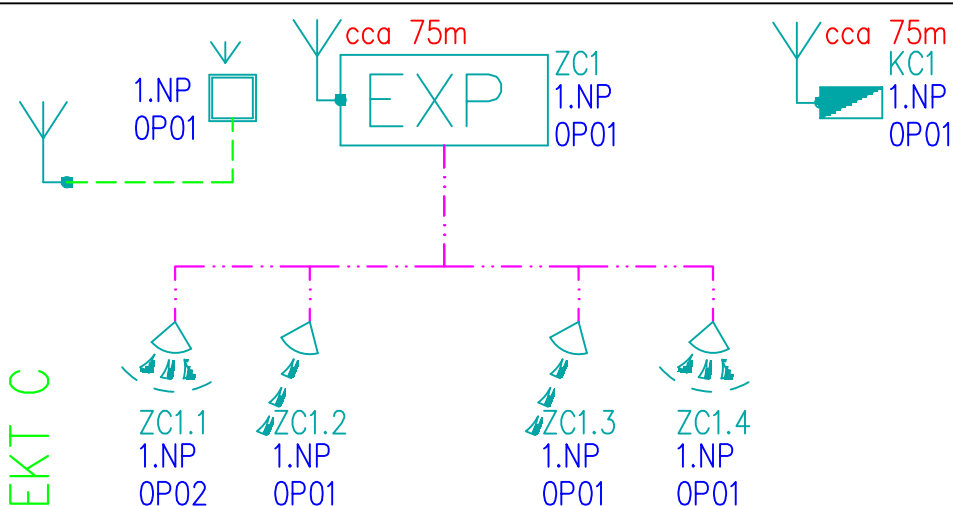 cca 75m
cca 75m
1.NP
0P01
EXP
ZC1
1.NP
0P01
KC1
1.NP
0P01
ZC1.1
1.NP
0P02
ZC1.2
1.NP
0P01
ZC1.3
1.NP
0P01
ZC1.4
1.NP
0P01
EKT C